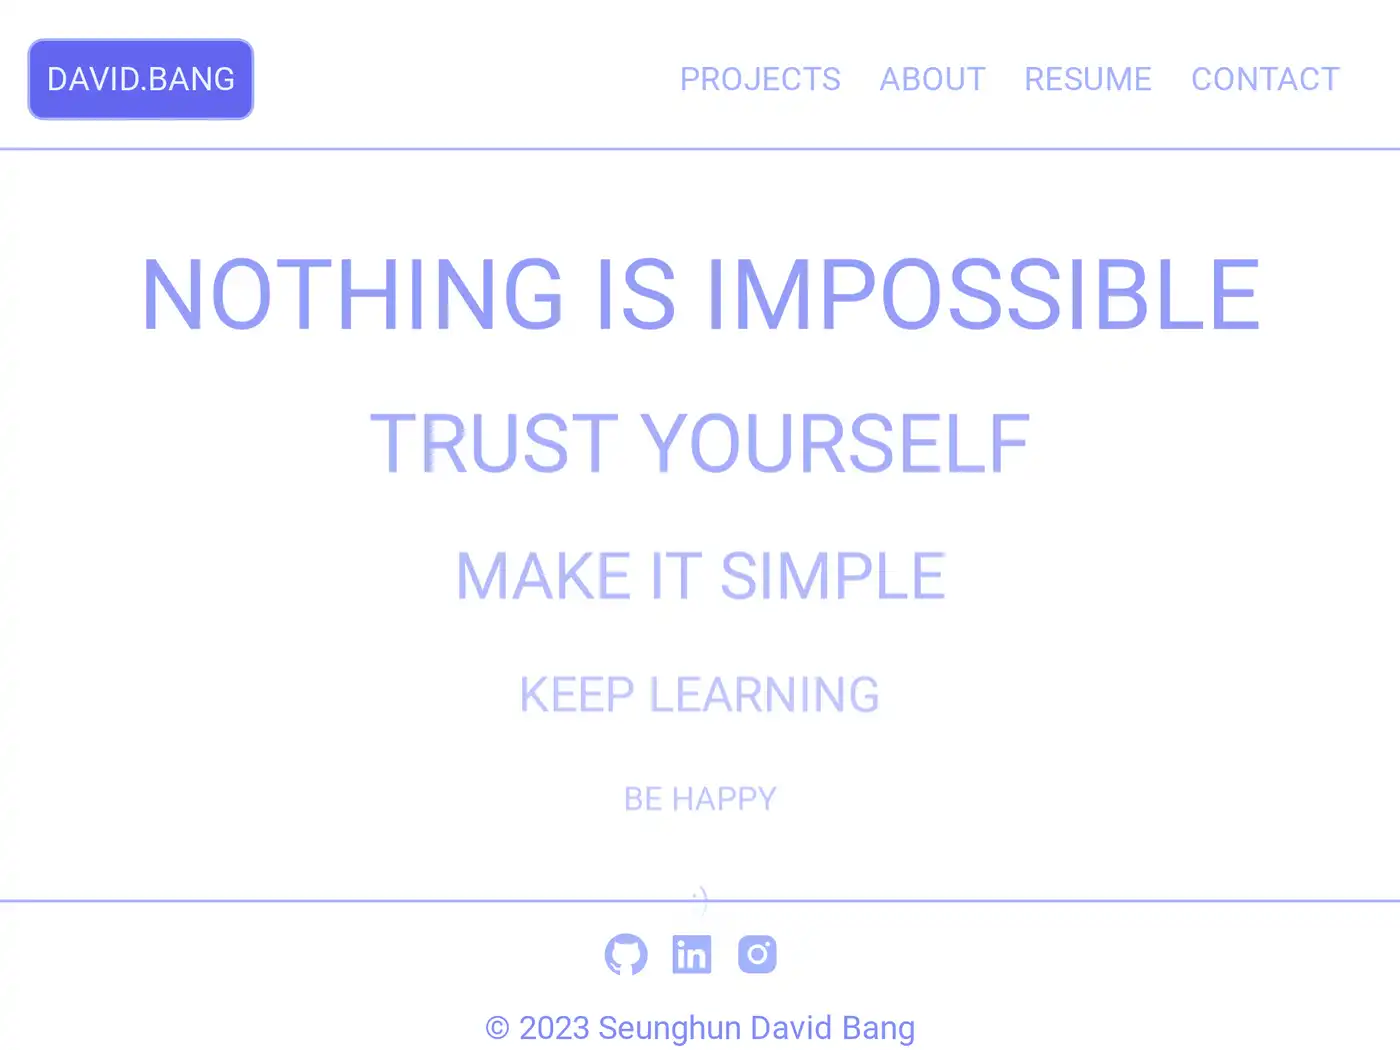 DAVID.BANG
PROJECTS ABOUT RESUME CONTACT
NOTHING IS IMPOSSIBLE
TRUST YOURSELF
MAKE IT SIMPLE
KEEP LEARNING
BE HAPPY
:)
in
© 2023 Seunghun David Bang